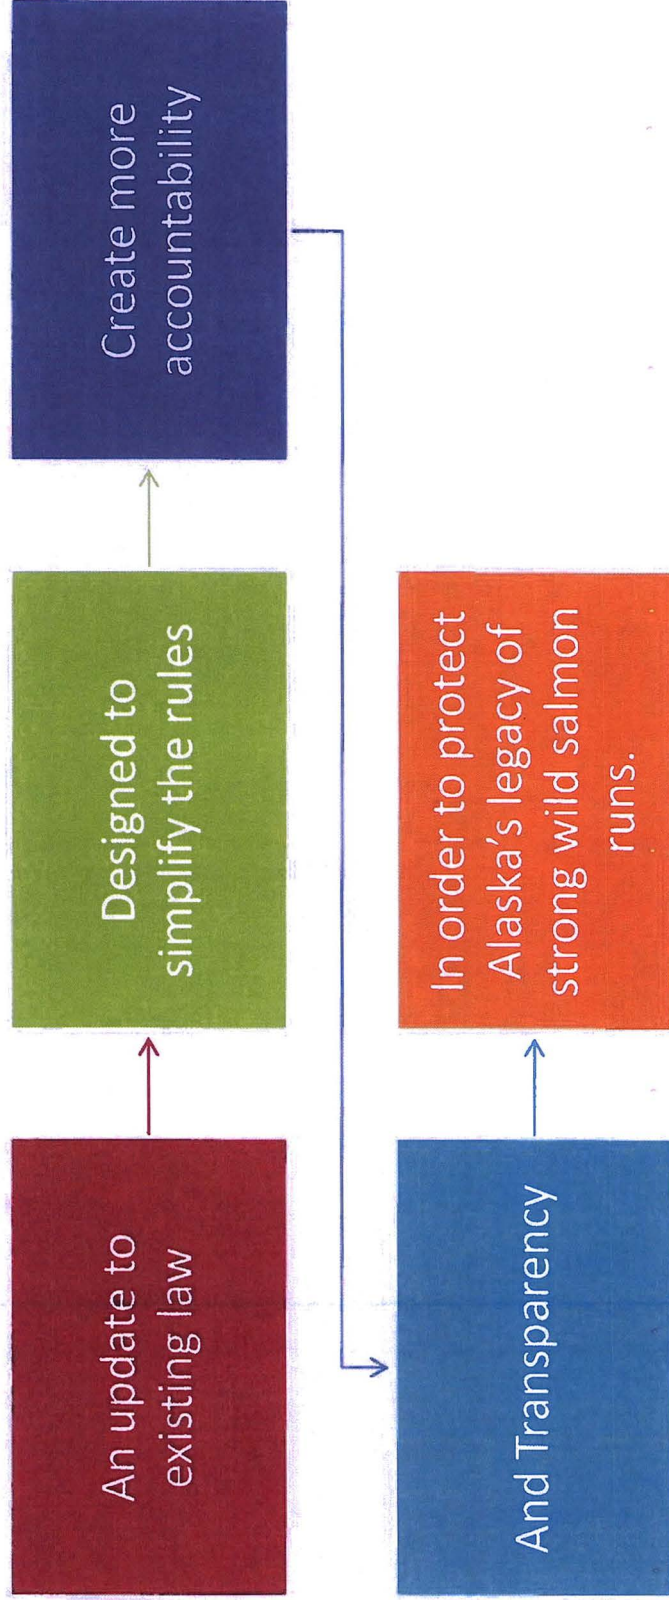 An update to
existing law
Designed to
simplify the rules
Create more
accountability
And Transparency
In order to protect
Alaska's legacy of
strong wild salmon
runs.